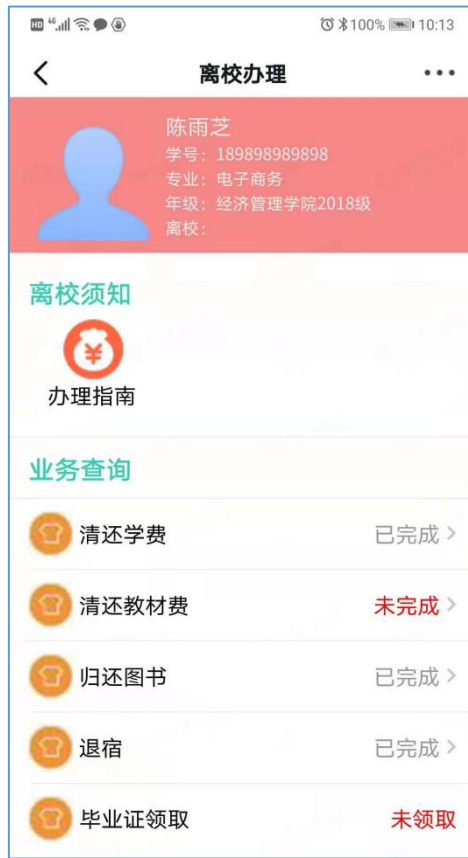 HD 4G 100% 10:13
离校办理
陈雨芝
学号：189898989898
专业：电子商务
年级：经济管理学院2018级
离校：
离校须知
¥
办理指南
业务查询
清还学费 已完成
清还教材费 未完成
归还图书 已完成
退宿 已完成
毕业证领取 未领取